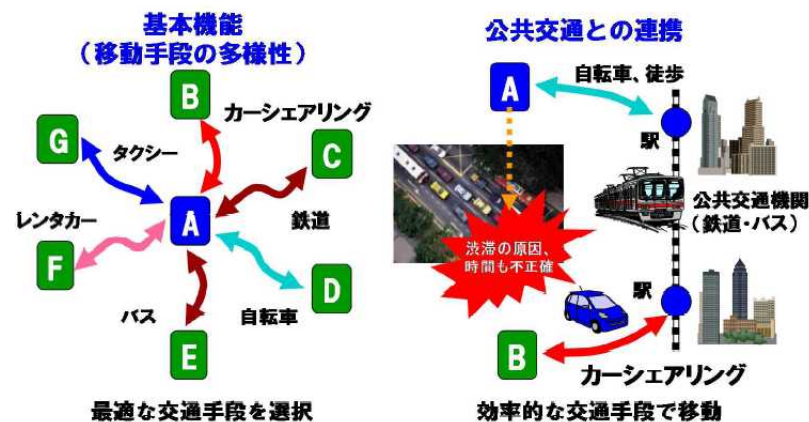 基本機能
(移動手段の多様性)
B
カーシェアリング
G
タクシー
C
A
レンタカー
鉄道
F
D
バス
自転車
E
最適な交通手段を選択
公共交通との連携
A
自転車、徒歩
駅
公共交通機関
(鉄道・バス)
渋滞の原因、
時間も不正確
駅
B
カーシェアリング
効率的な交通手段で移動